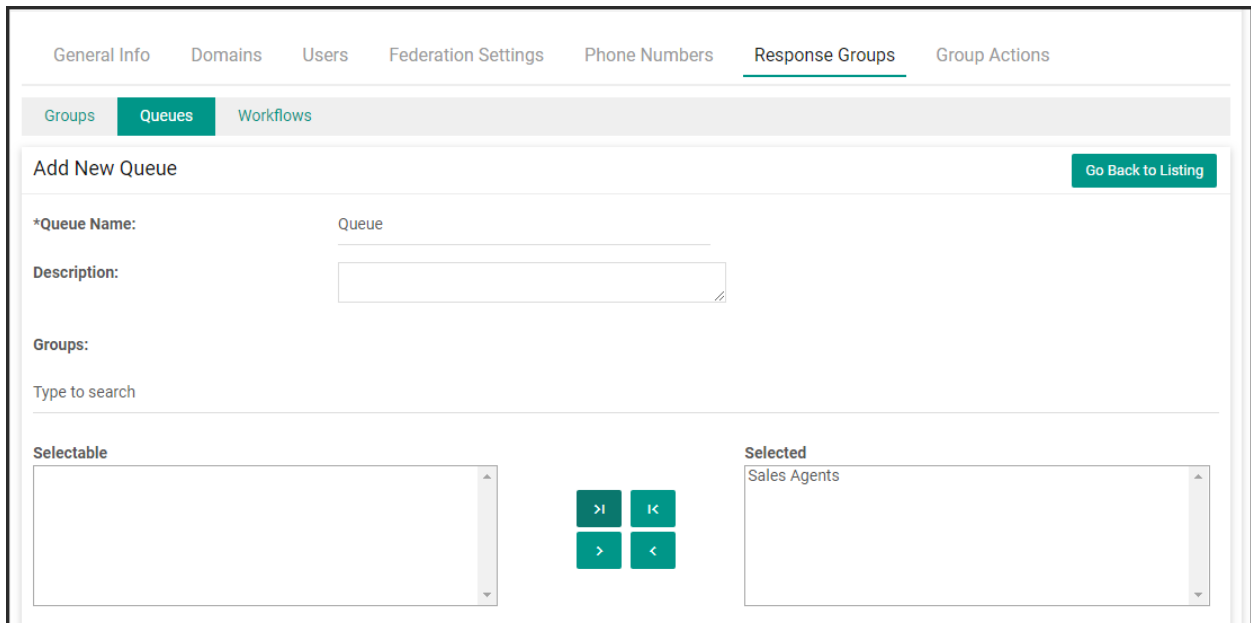 General Info Domains Users Federation Settings Phone Numbers Response Groups Group Actions
Groups Queues Workflows
Add New Queue Go Back to Listing
*Queue Name: Queue
Description:
Groups:
Type to search
Selectable Selected
Sales Agents